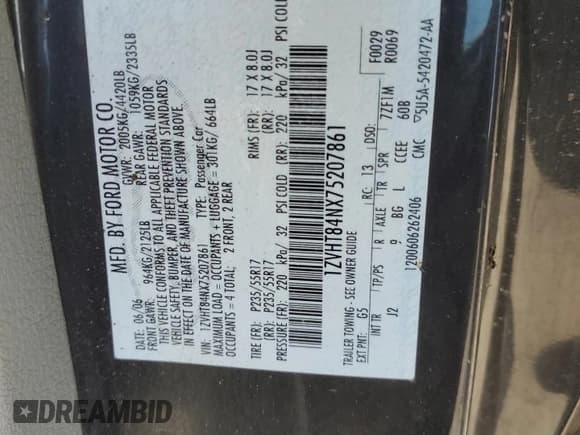 MFD. BY FORD MOTOR CO.
DATE: 06/06 GVWR: 2005KG/4420LB
FRONT GAWR: 964KG/2125LB REAR GAWR: 1059KG/2335LB
THIS VEHICLE CONFORMS TO ALL APPLICABLE FEDERAL MOTOR
VEHICLE SAFETY, BUMPER, AND THEFT PREVENTION STANDARDS
IN EFFECT ON THE DATE OF MANUFACTURE SHOWN ABOVE.
VIN: 1ZVHT84NX75207861 TYPE: Passenger Car
MAXIMUM LOAD = OCCUPANTS + LUGGAGE = 301KG/ 664LB
OCCUPANTS = 4 TOTAL: 2 FRONT, 2 REAR
TIRE (FR): P235/55R17 RIMS (FR): 17 X 8.0J
(RR): P235/55R17 (RR): 17 X 8.0J
PRESSURE (FR): 220 kPa/ 32 PSI COLD (RR): 220 kPa/ 32 PSI COLD
1ZVHT84NX75207861
TRAILER TOWING - SEE OWNER GUIDE F0029
R0069
EXT PNT: G5 RC: 13 DSO:
INT TR TP/PS R AXLE TR SPR 7ZF1M
J2 9 BG L CCEE 60B
1200606262406 CMC ▽5U5A-5420472-AA
DREAMBID